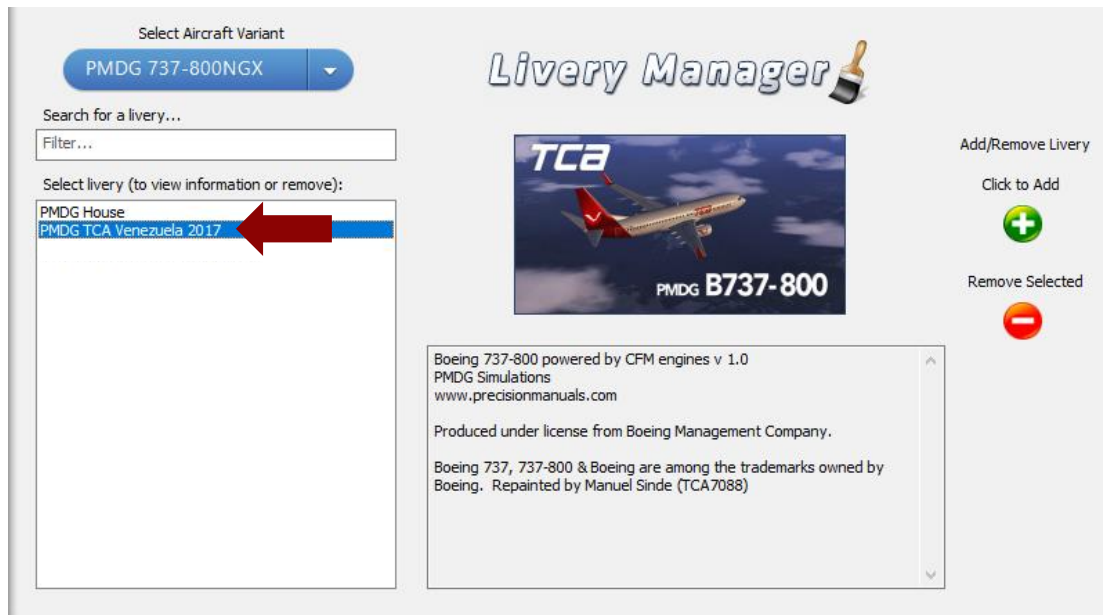 Select Aircraft Variant
PMDG 737-800NGX
Search for a livery...
Filter...
Select livery (to view information or remove):
PMDG House
PMDG TCA Venezuela 2017
Livery Manager
TCa
TCa
PMDG B737-800
Boeing 737-800 powered by CFM engines v 1.0
PMDG Simulations
www.precisionmanuals.com
Produced under license from Boeing Management Company.
Boeing 737, 737-800 & Boeing are among the trademarks owned by
Boeing.  Repainted by Manuel Sinde (TCA7088)
Add/Remove Livery
Click to Add
Remove Selected